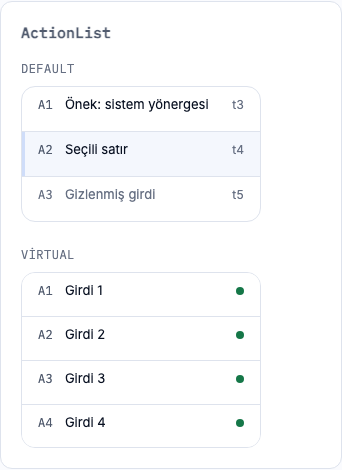 ActionList
DEFAULT
A1 Önek: sistem yönergesi t3
A2 Seçili satır t4
A3 Gizlenmiş girdi t5
VİRTUAL
A1 Girdi 1
A2 Girdi 2
A3 Girdi 3
A4 Girdi 4